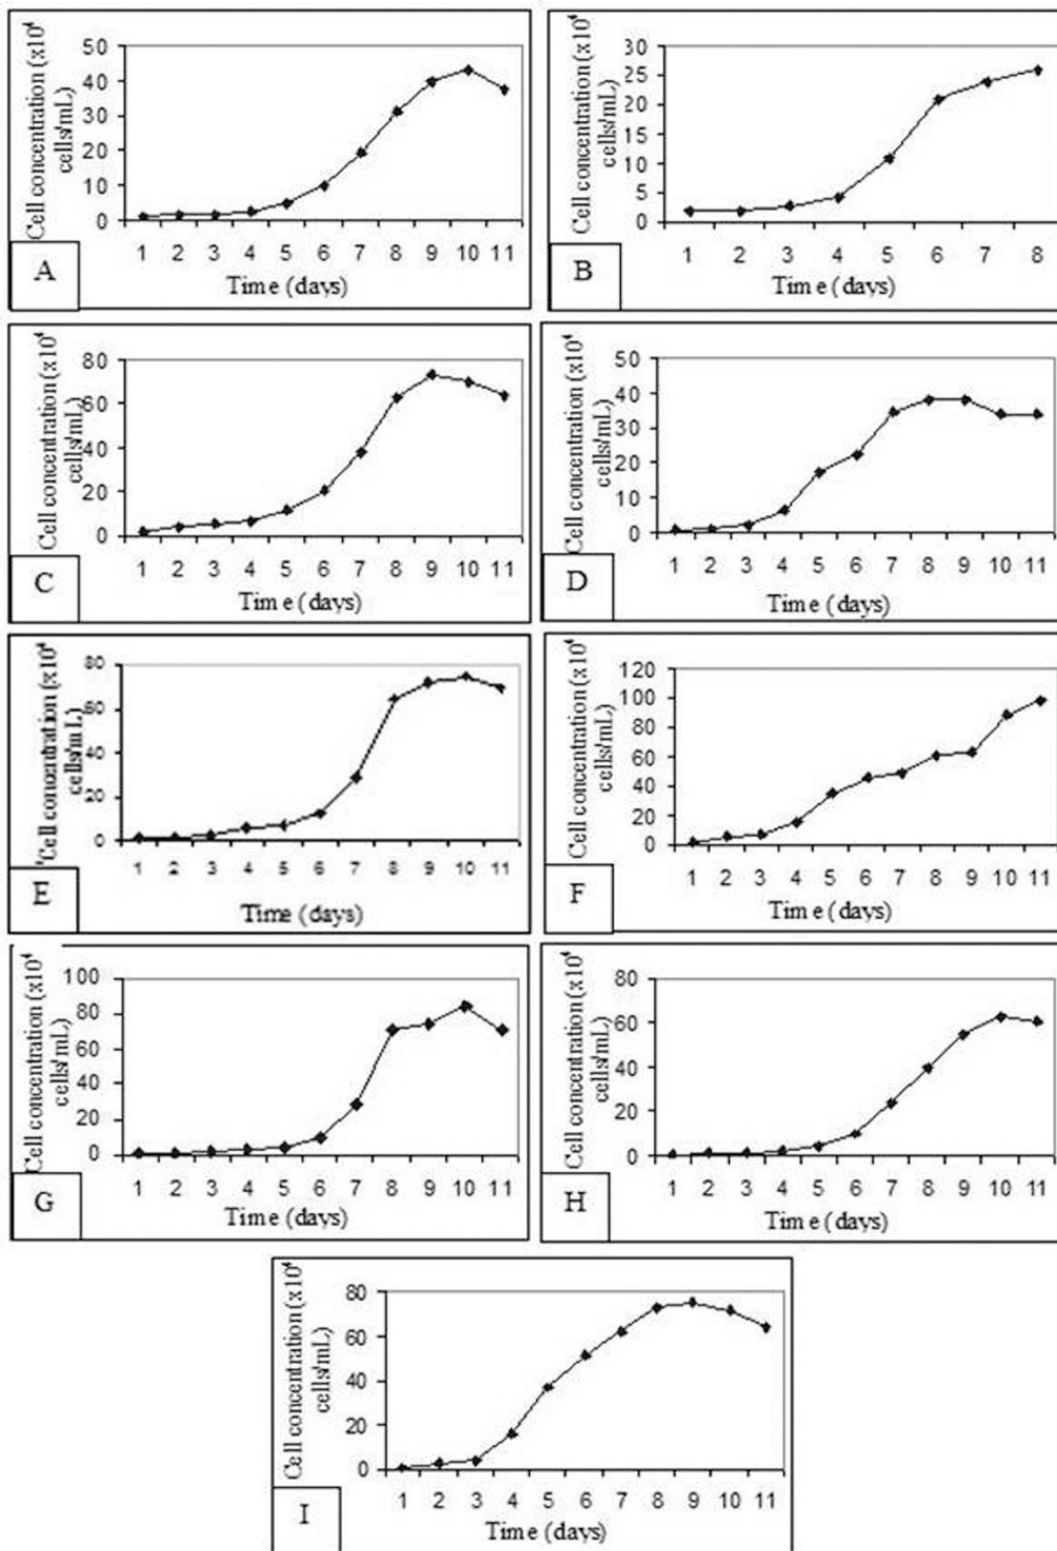 Cell concentration (x10⁴
cells/mL)
50
40
30
20
10
0
1 2 3 4 5 6 7 8 9 10 11
Time (days)
A
Cell concentration (x10⁴
cells/mL)
30
25
20
15
10
5
0
1 2 3 4 5 6 7 8
Time (days)
B
Cell concentration (x10⁴
cells/mL)
80
60
40
20
0
1 2 3 4 5 6 7 8 9 10 11
Time (days)
C
Cell concentration (x10⁴
cells/mL)
50
40
30
20
10
0
1 2 3 4 5 6 7 8 9 10 11
Time (days)
D
Cell concentration (x10⁴
cells/mL)
80
60
40
20
0
1 2 3 4 5 6 7 8 9 10 11
Time (days)
E
Cell concentration (x10⁴
cells/mL)
120
100
80
60
40
20
0
1 2 3 4 5 6 7 8 9 10 11
Time (days)
F
Cell concentration (x10⁴
cells/mL)
100
80
60
40
20
0
1 2 3 4 5 6 7 8 9 10 11
Time (days)
G
Cell concentration (x10⁴
cells/mL)
80
60
40
20
0
1 2 3 4 5 6 7 8 9 10 11
Time (days)
H
Cell concentration (x10⁴
cells/mL)
80
60
40
20
0
1 2 3 4 5 6 7 8 9 10 11
Time (days)
I